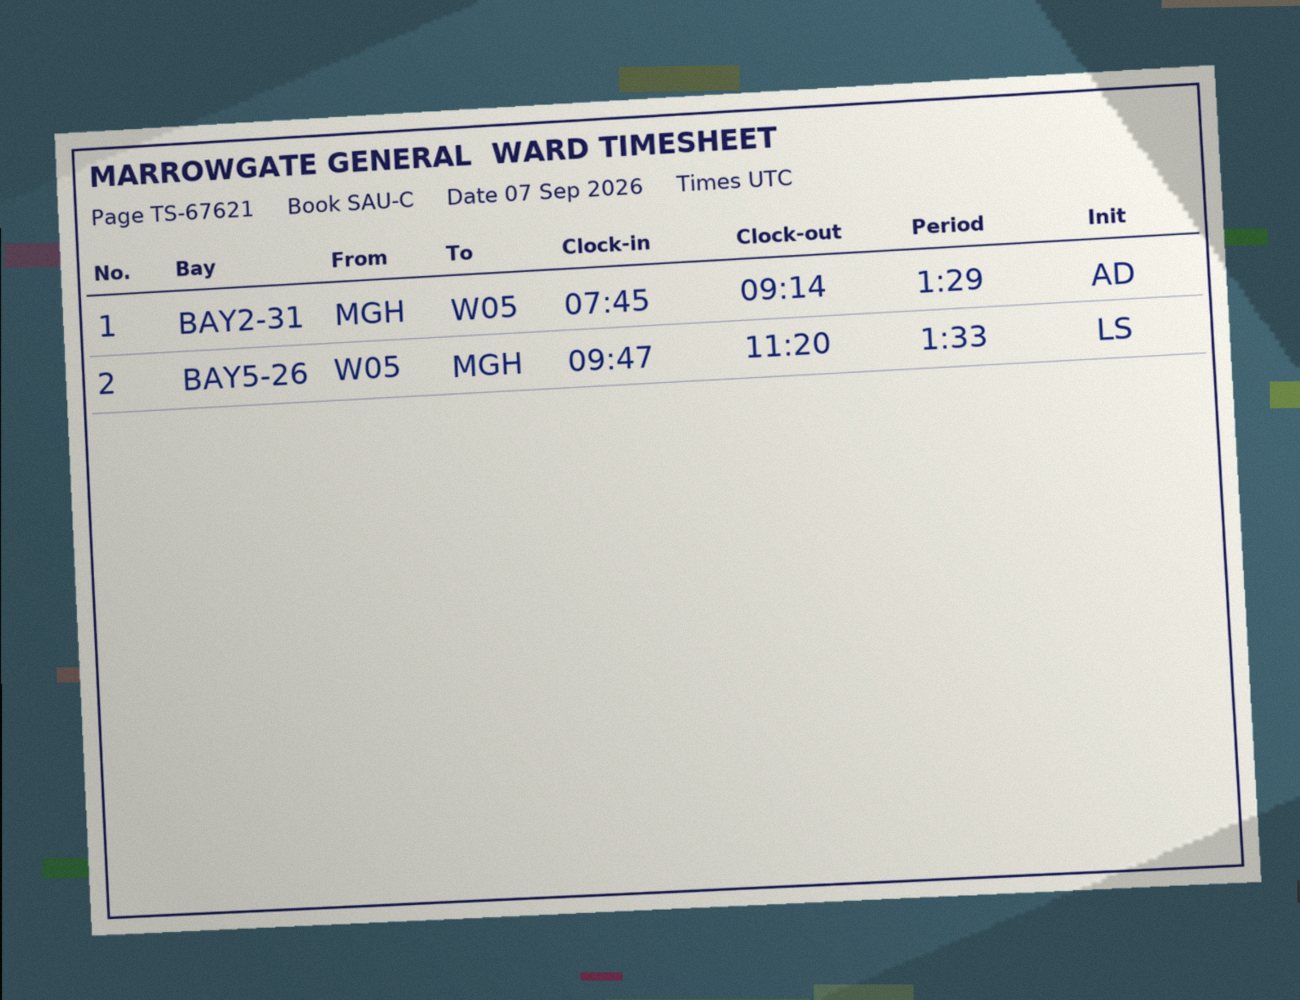 MARROWGATE GENERAL WARD TIMESHEET
Page TS-67621 Book SAU-C Date 07 Sep 2026 Times UTC
No. Bay From To Clock-in Clock-out Period Init
1 BAY2-31 MGH W05 07:45 09:14 1:29 AD
2 BAY5-26 W05 MGH 09:47 11:20 1:33 LS